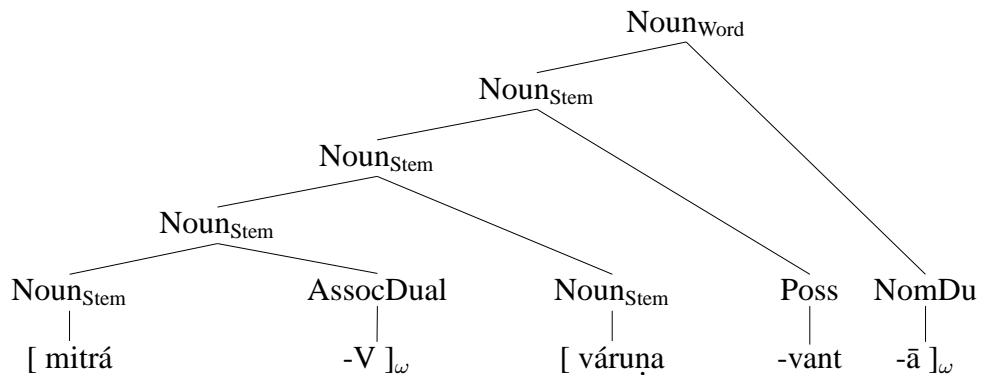 Noun_Word
Noun_Stem
Noun_Stem
Noun_Stem
Noun_Stem AssocDual Noun_Stem Poss NomDu
[ mitrá -V ]_ω [ váruṇa -vant -ā ]_ω